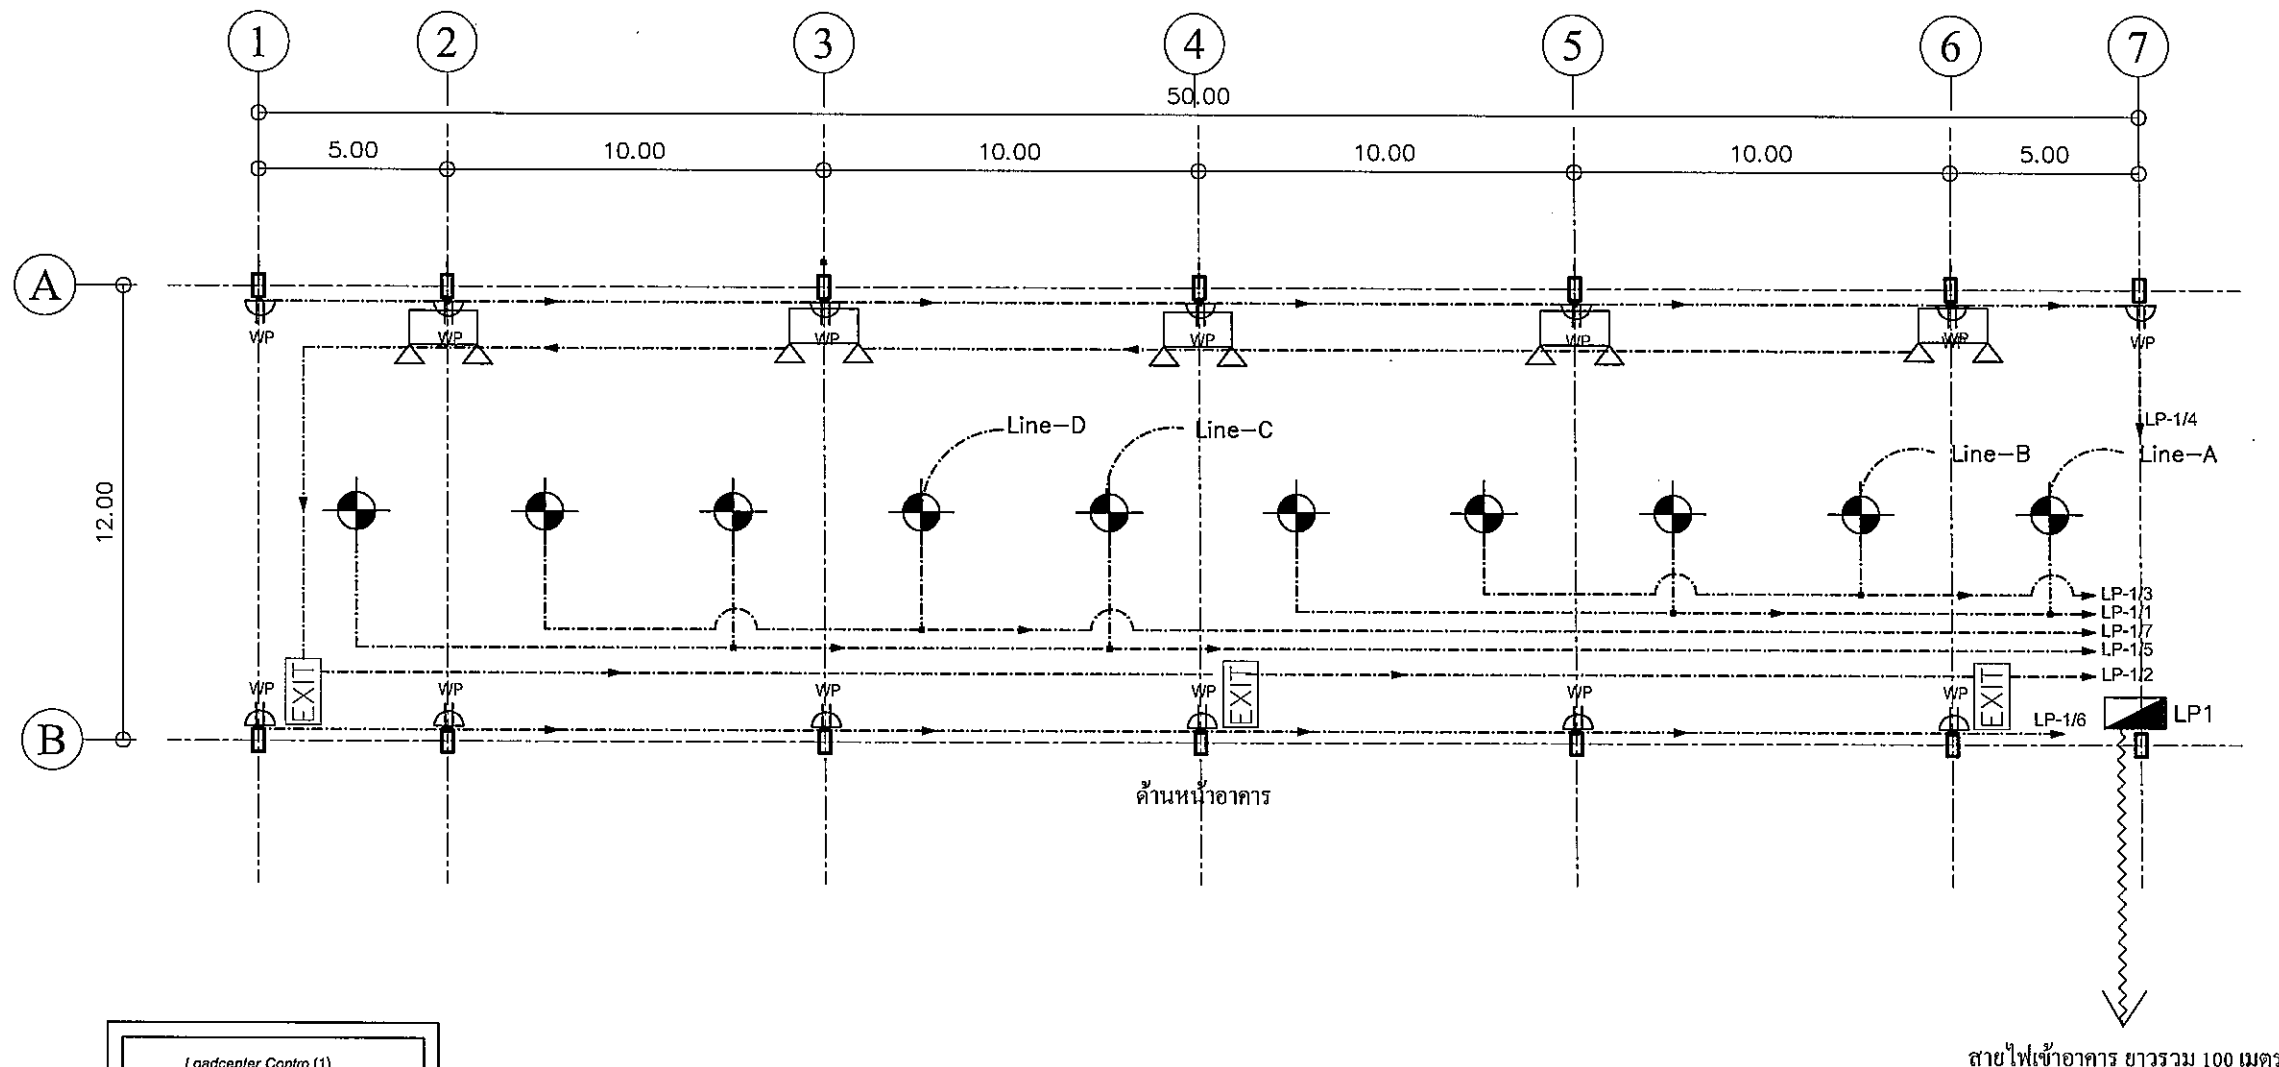 1 2 3 4 5 6 7
50.00
5.00 10.00 10.00 10.00 10.00 5.00
A
WP WP WP WP WP WP WP
LP-1/4
Line-D Line-C Line-B Line-A
12.00
LP-1/3
LP-1/1
LP-1/7
LP-1/5
LP-1/2
EXIT EXIT EXIT
WP WP WP WP WP WP
LP-1/6 LP1
B
ด้านหน้าอาคาร
สายไฟเข้าอาคาร ยาวรวม 100 เมตร
Loadcenter Contro (1)